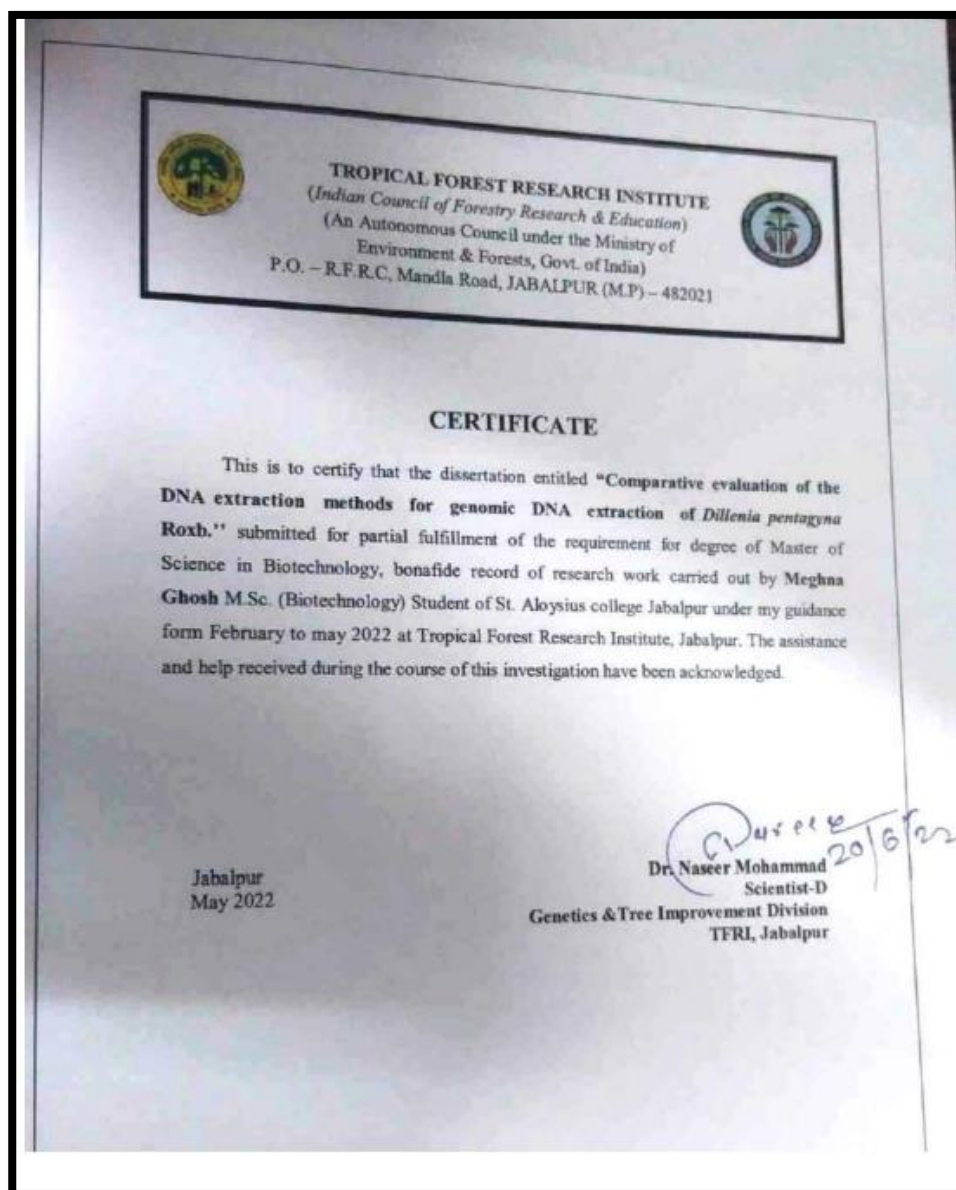 TROPICAL FOREST RESEARCH INSTITUTE
(Indian Council of Forestry Research & Education)
(An Autonomous Council under the Ministry of
Environment & Forests, Govt. of India)
P.O. – R.F.R.C, Mandla Road, JABALPUR (M.P) – 482021
CERTIFICATE
This is to certify that the dissertation entitled “Comparative evaluation of the
DNA extraction methods for genomic DNA extraction of Dillenia pentagyna
Roxb.'' submitted for partial fulfillment of the requirement for degree of Master of
Science in Biotechnology, bonafide record of research work carried out by Meghna
Ghosh M.Sc. (Biotechnology) Student of St. Aloysius college Jabalpur under my guidance
form February to may 2022 at Tropical Forest Research Institute, Jabalpur. The assistance
and help received during the course of this investigation have been acknowledged.
20/6/22
Jabalpur
May 2022
Dr. Naseer Mohammad
Scientist-D
Genetics & Tree Improvement Division
TFRI, Jabalpur